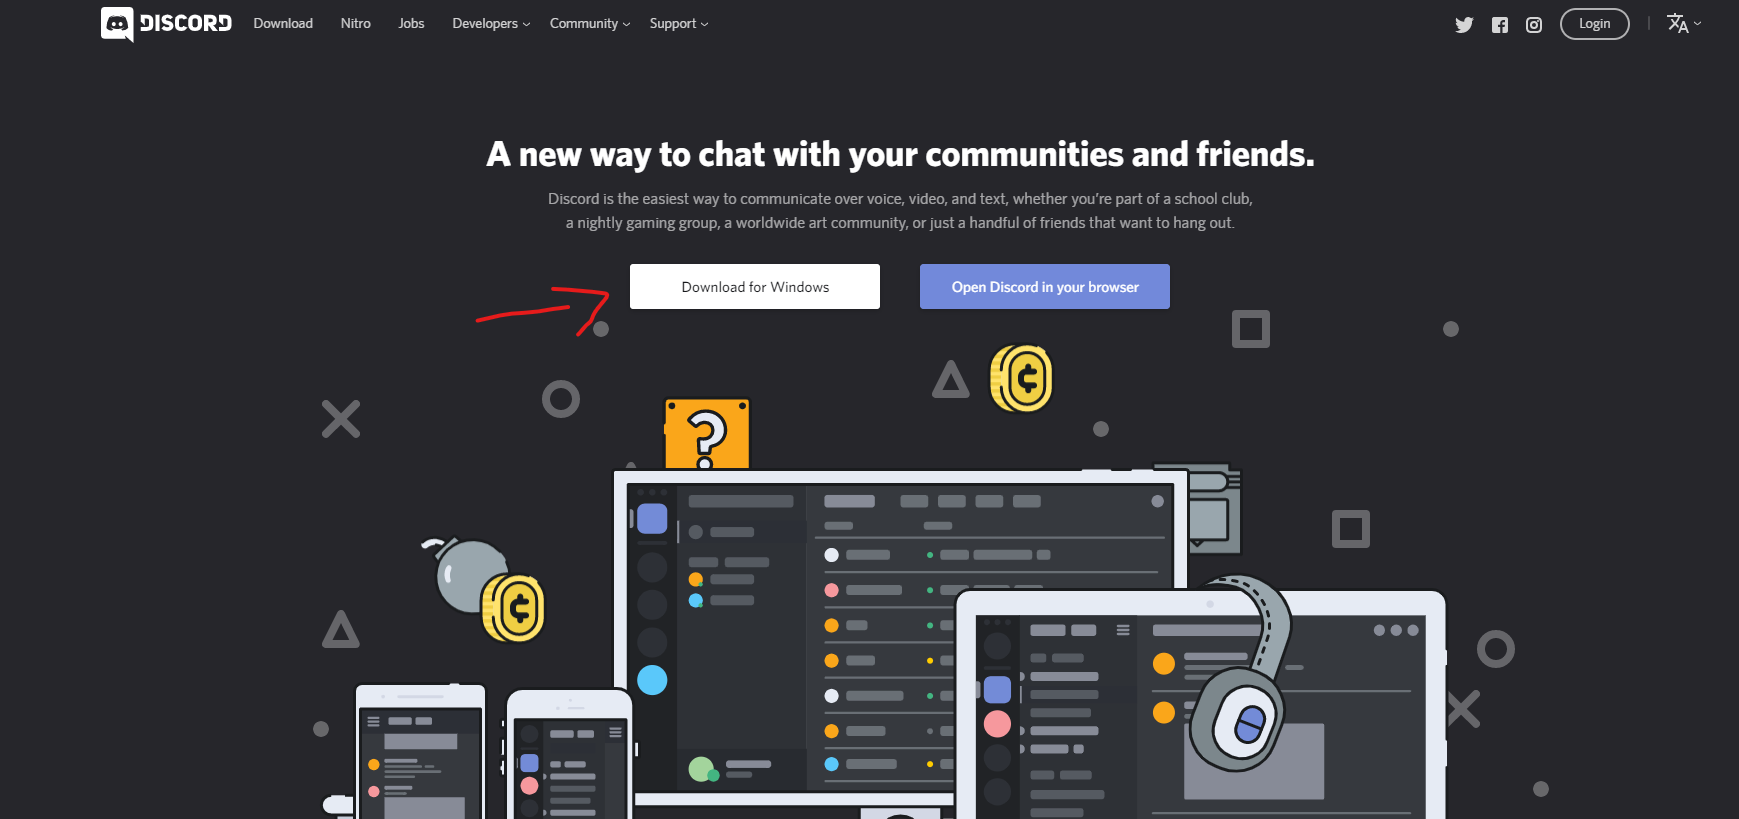 DISCORD Download Nitro Jobs Developers Community Support Login
A new way to chat with your communities and friends.
Discord is the easiest way to communicate over voice, video, and text, whether you're part of a school club,
a nightly gaming group, a worldwide art community, or just a handful of friends that want to hang out.
Download for Windows Open Discord in your browser